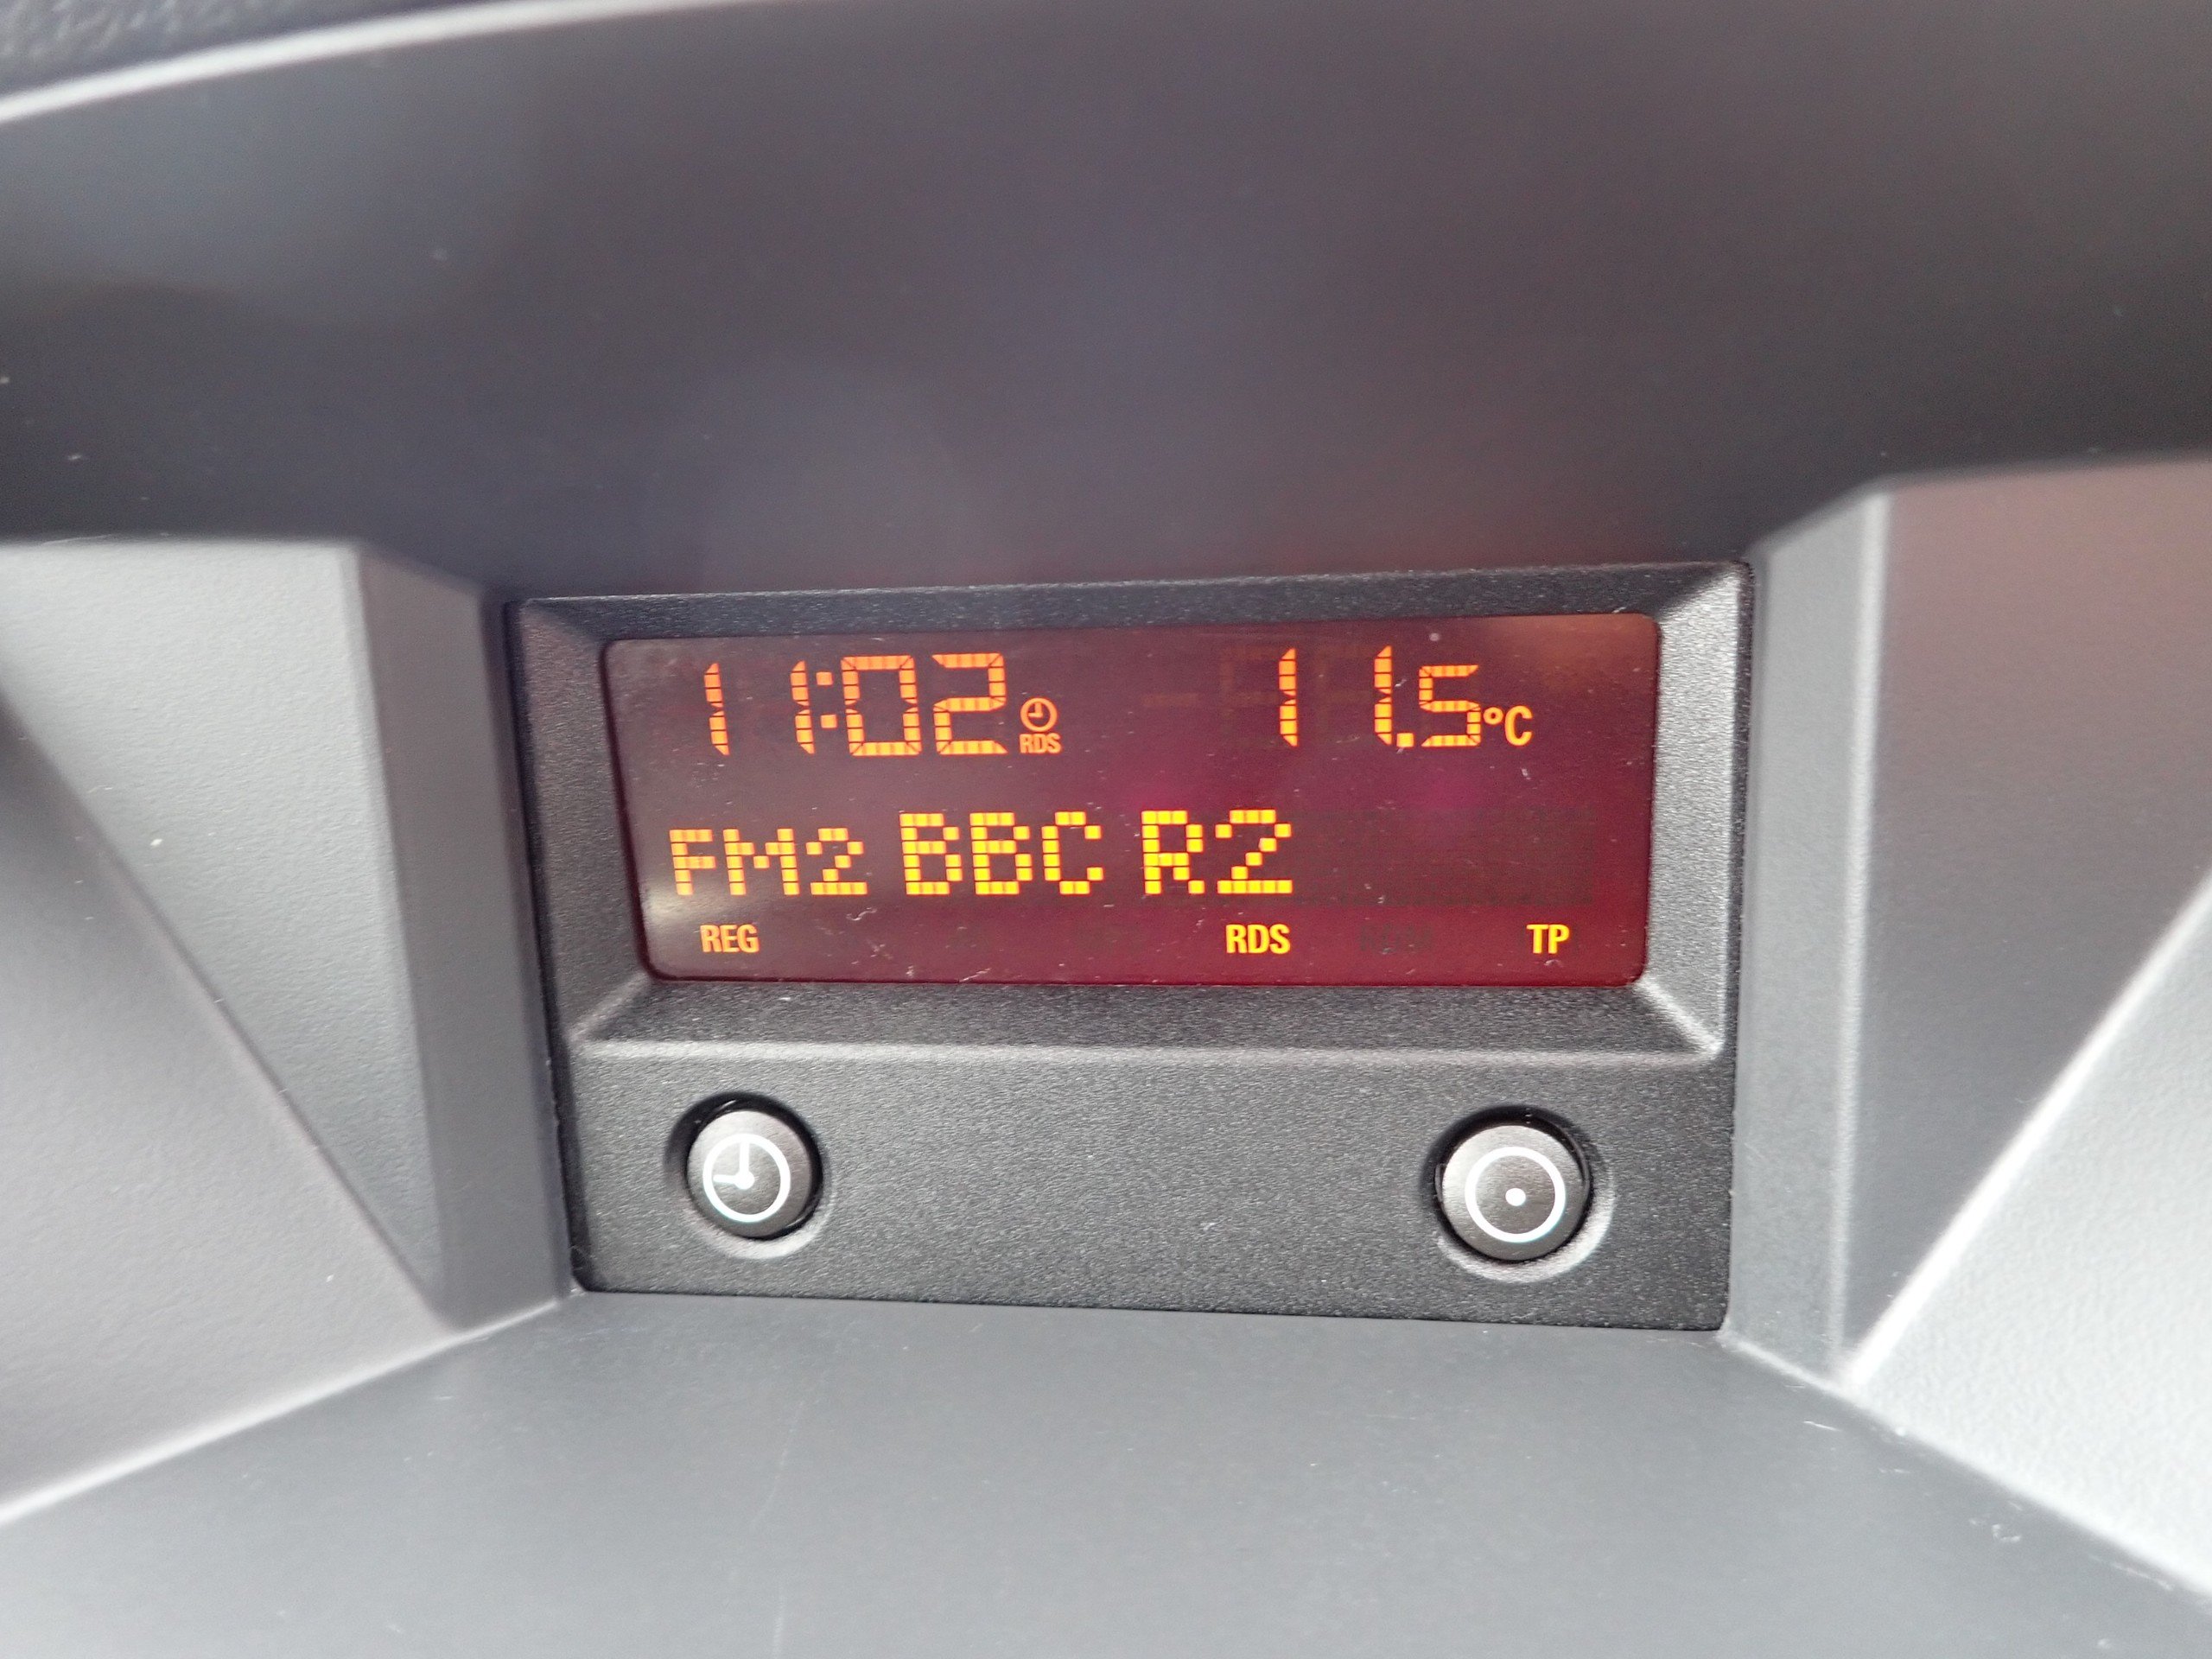 11:02 RDS 11.5°C
FM2 BBC R2
REG RDS TP